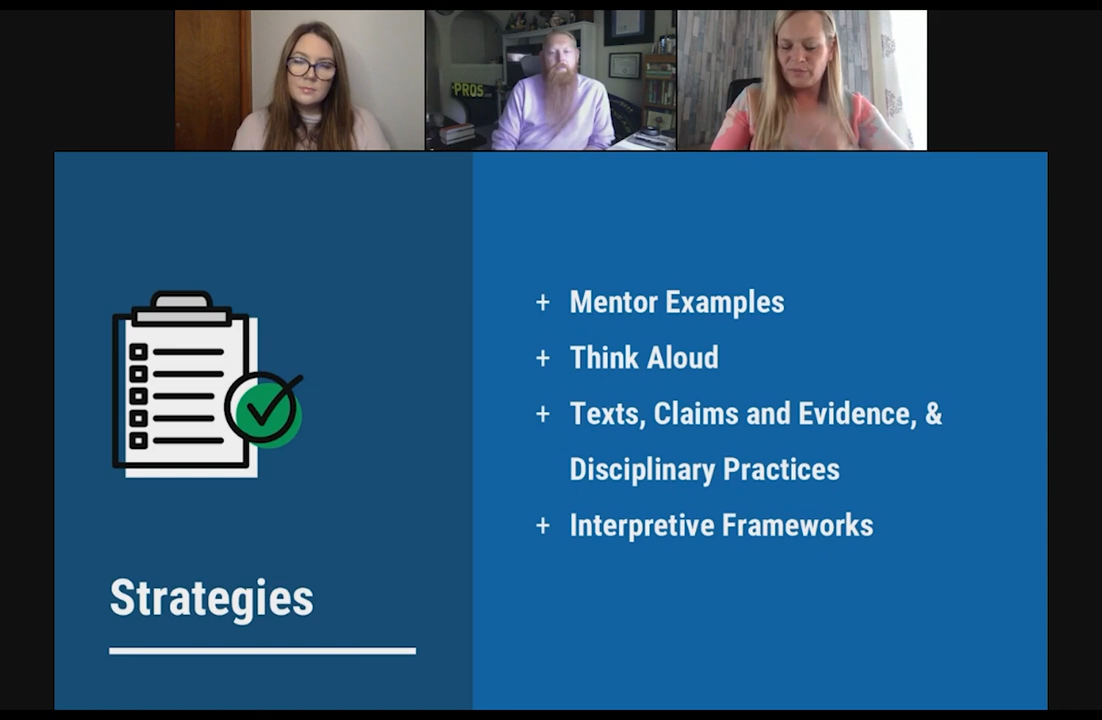 PROS
+ Mentor Examples
+ Think Aloud
+ Texts, Claims and Evidence, &
Disciplinary Practices
+ Interpretive Frameworks
Strategies